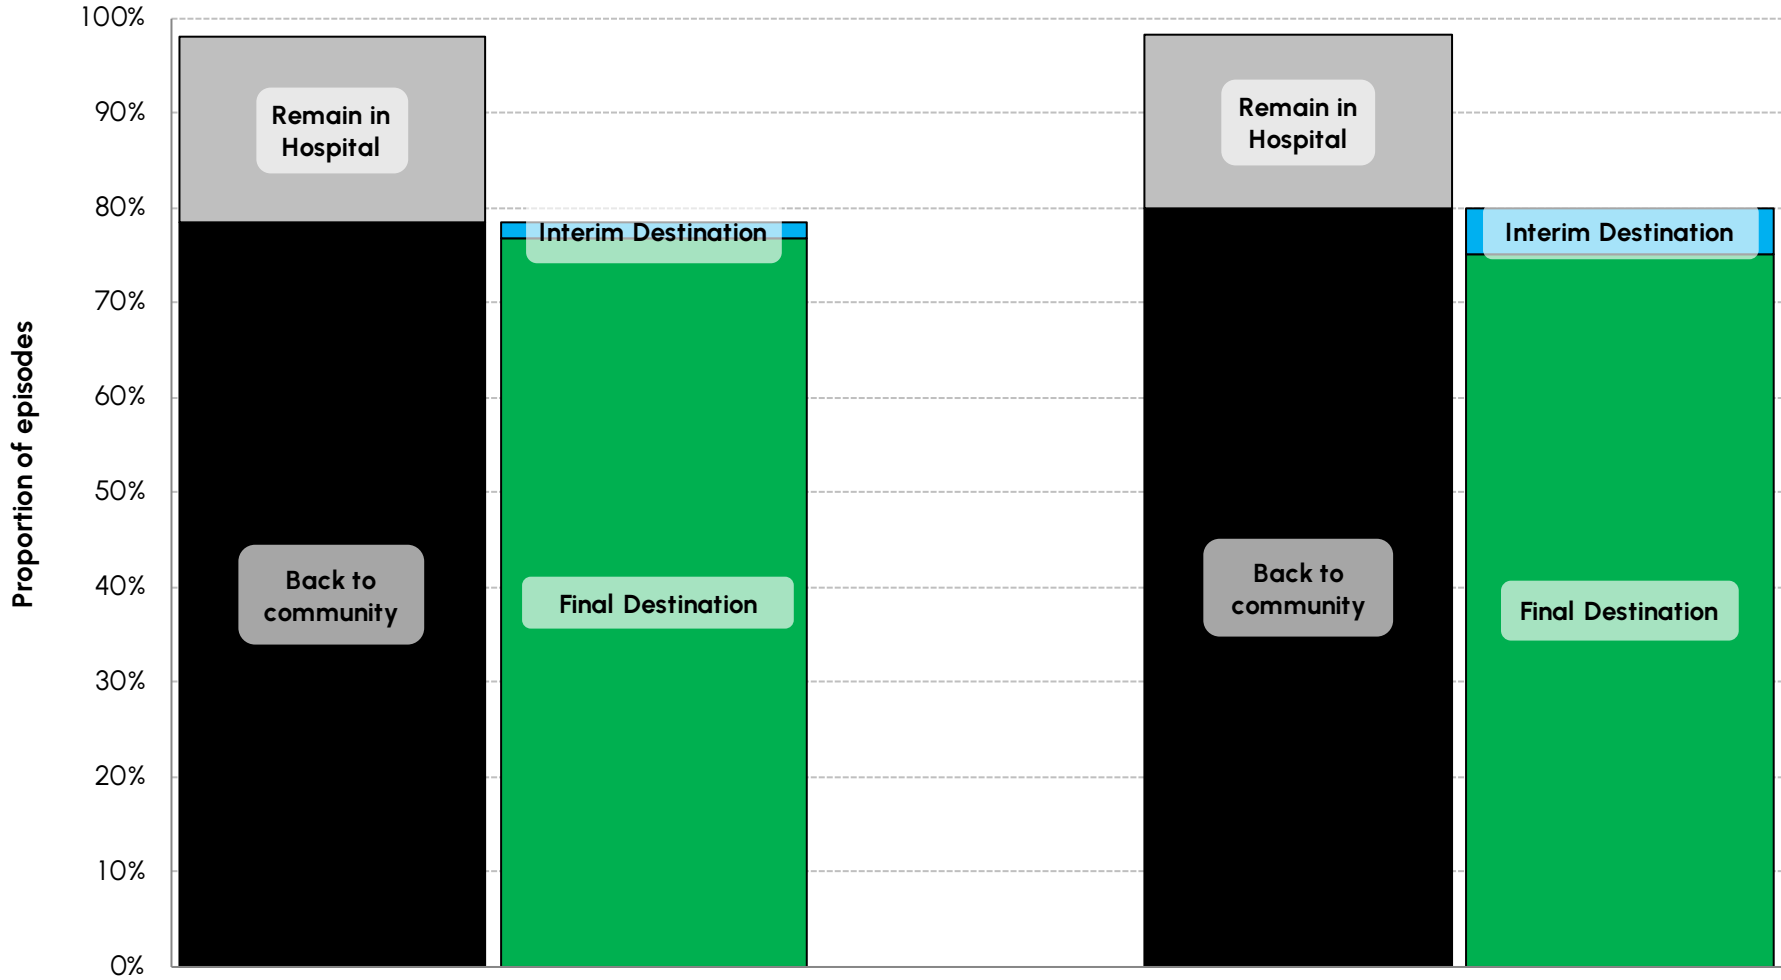 100%
90%
80%
70%
60%
50%
40%
30%
20%
10%
0%
Proportion of episodes
Remain in
Hospital
Back to
community
Interim Destination
Final Destination
Remain in
Hospital
Back to
community
Interim Destination
Final Destination